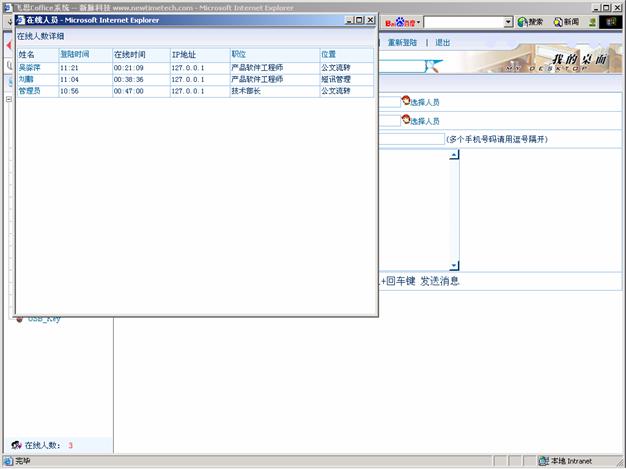 飞思Coffice系统 -- 新脉科技 www.newtimetech.com - Microsoft Internet Explorer
在线人员 - Microsoft Internet Explorer
在线人数详细
姓名 登陆时间 在线时间 IP地址 职位 位置
吴淼萍 11:21 00:21:09 127.0.0.1 产品软件工程师 公文流转
刘鹏 11:04 00:38:36 127.0.0.1 产品软件工程师 短讯管理
管理员 10:56 00:47:00 127.0.0.1 技术部长 公文流转
Bai百度 搜索 新闻
重新登陆 | 退出
我的桌面
MY DESKTOP
选择人员
选择人员
(多个手机号码请用逗号隔开)
+回车键 发送消息
USB_Key
在线人数: 3
完毕 本地 Intranet